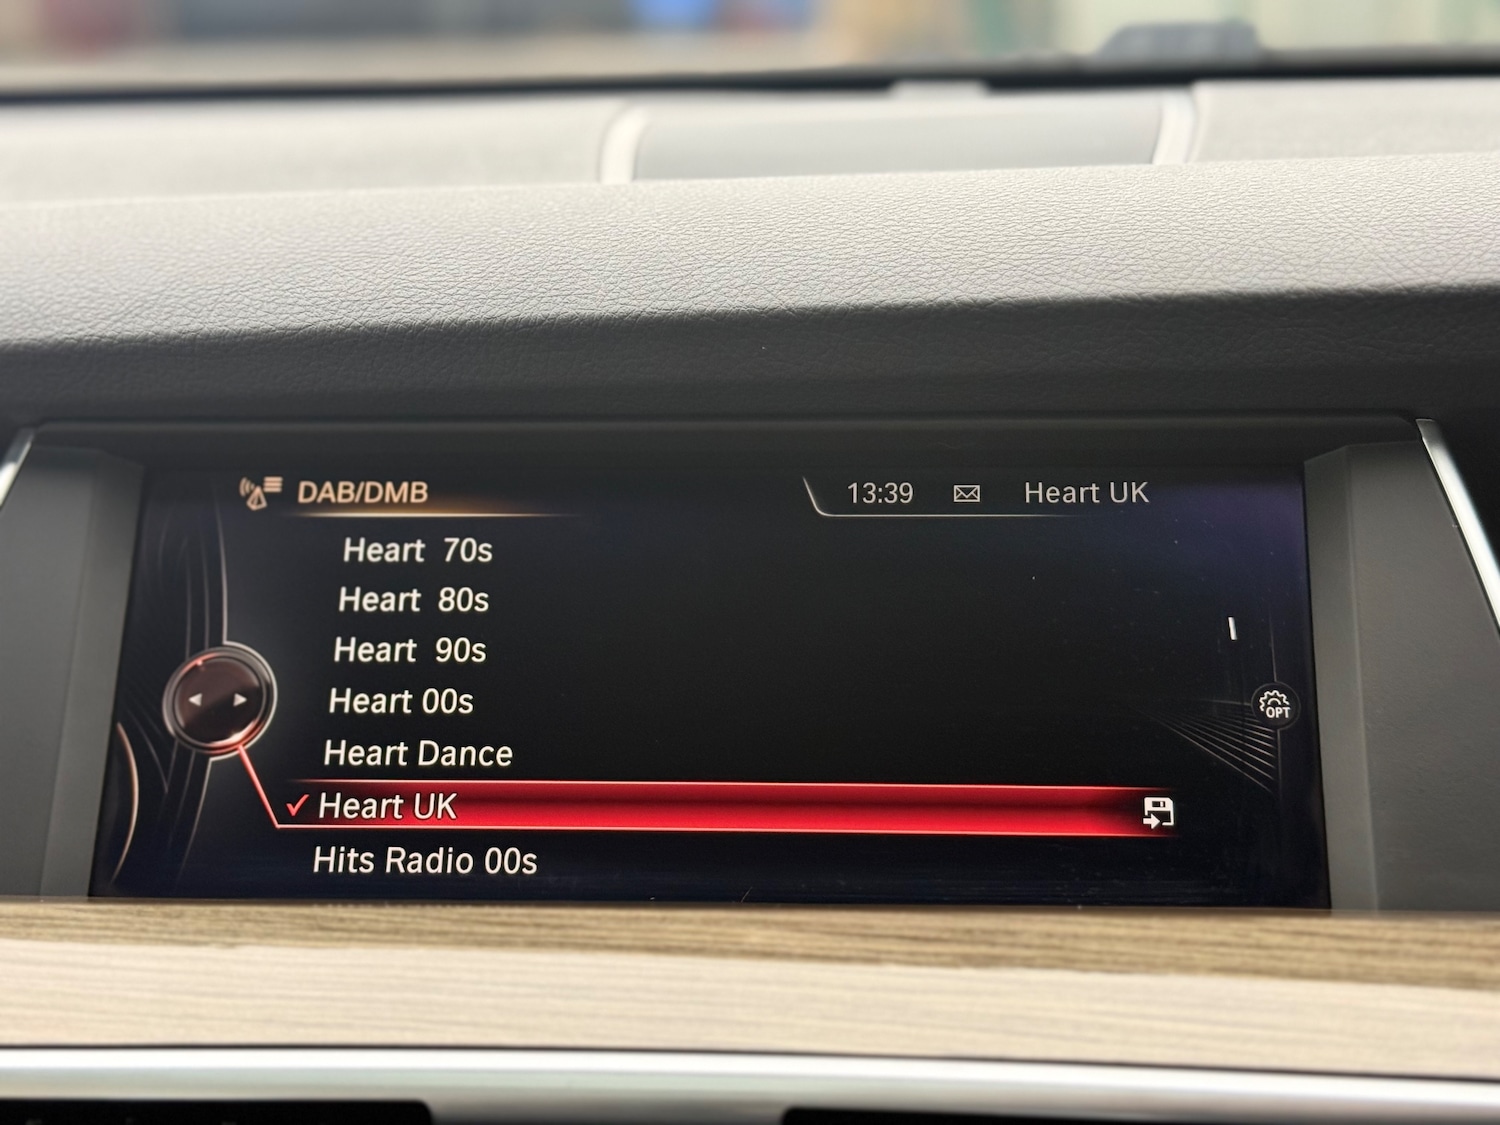 DAB/DMB 13:39 Heart UK
Heart 70s
Heart 80s
Heart 90s
Heart 00s
Heart Dance
Heart UK
OPT
Hits Radio 00s